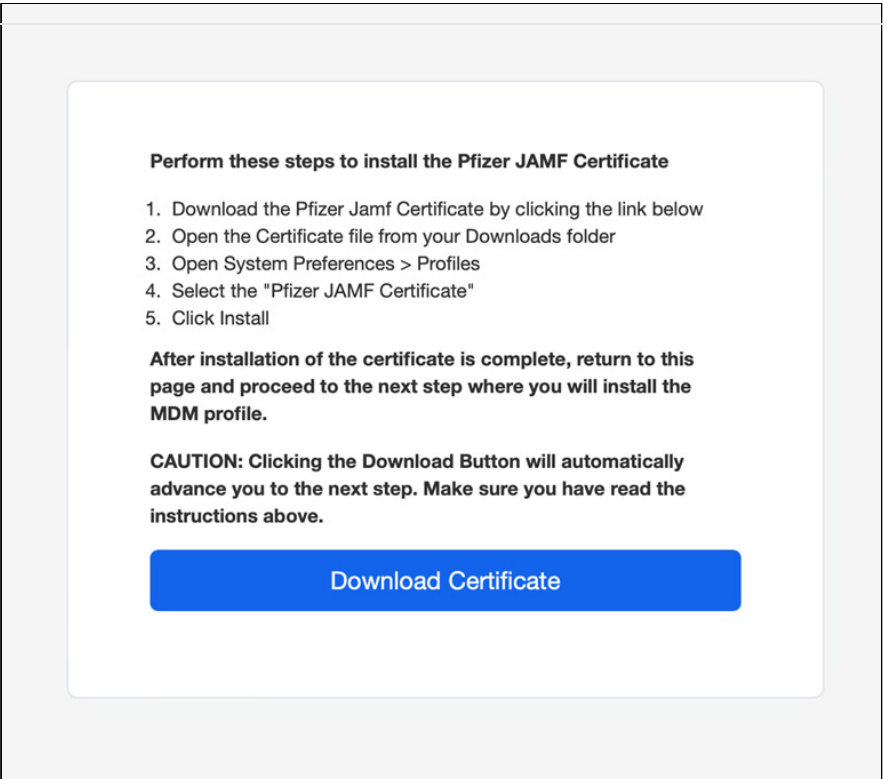 Perform these steps to install the Pfizer JAMF Certificate
1. Download the Pfizer Jamf Certificate by clicking the link below
2. Open the Certificate file from your Downloads folder
3. Open System Preferences > Profiles
4. Select the "Pfizer JAMF Certificate"
5. Click Install
After installation of the certificate is complete, return to this
page and proceed to the next step where you will install the
MDM profile.
CAUTION: Clicking the Download Button will automatically
advance you to the next step. Make sure you have read the
instructions above.
Download Certificate